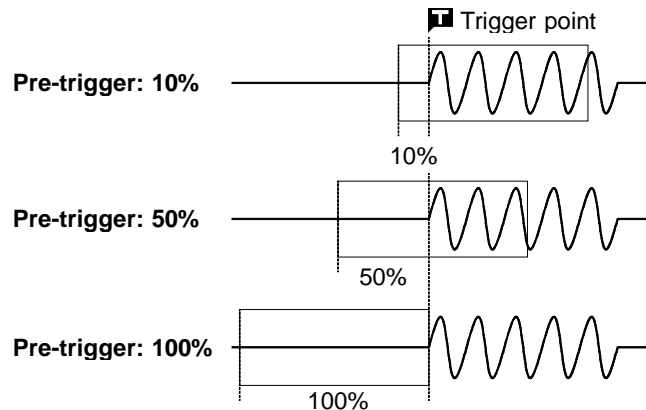 T Trigger point
Pre-trigger: 10%
10%
Pre-trigger: 50%
50%
Pre-trigger: 100%
100%